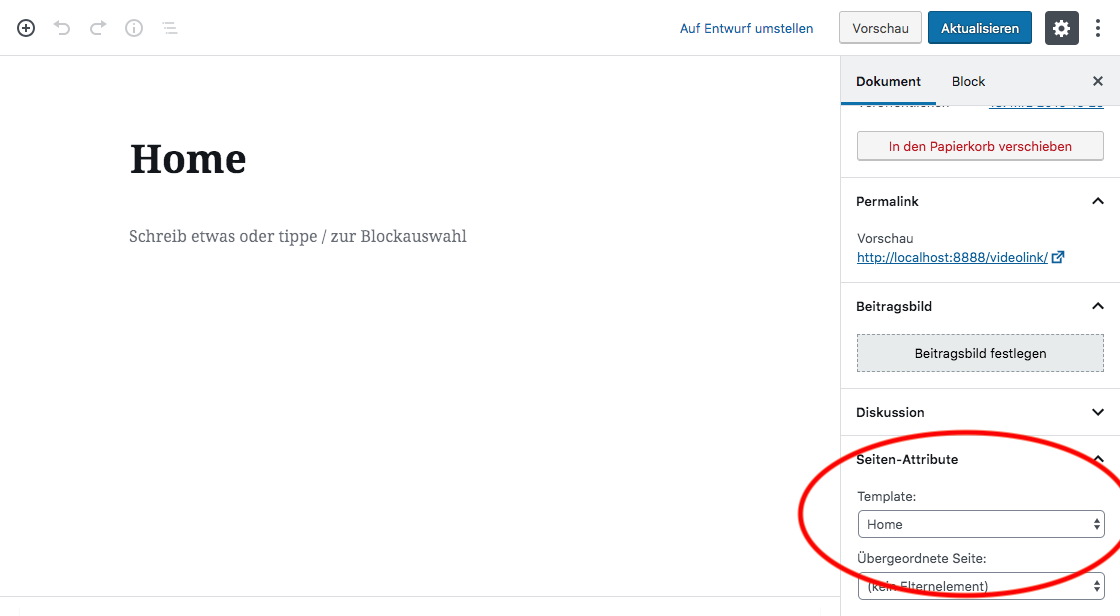 Auf Entwurf umstellen
Vorschau
Aktualisieren
Dokument
Block
In den Papierkorb verschieben
Permalink
Vorschau
http://localhost:8888/videolink/
Beitragsbild
Beitragsbild festlegen
Diskussion
Seiten-Attribute
Template:
Home
Übergeordnete Seite:
(kein Elternelement)
Home
Schreib etwas oder tippe / zur Blockauswahl